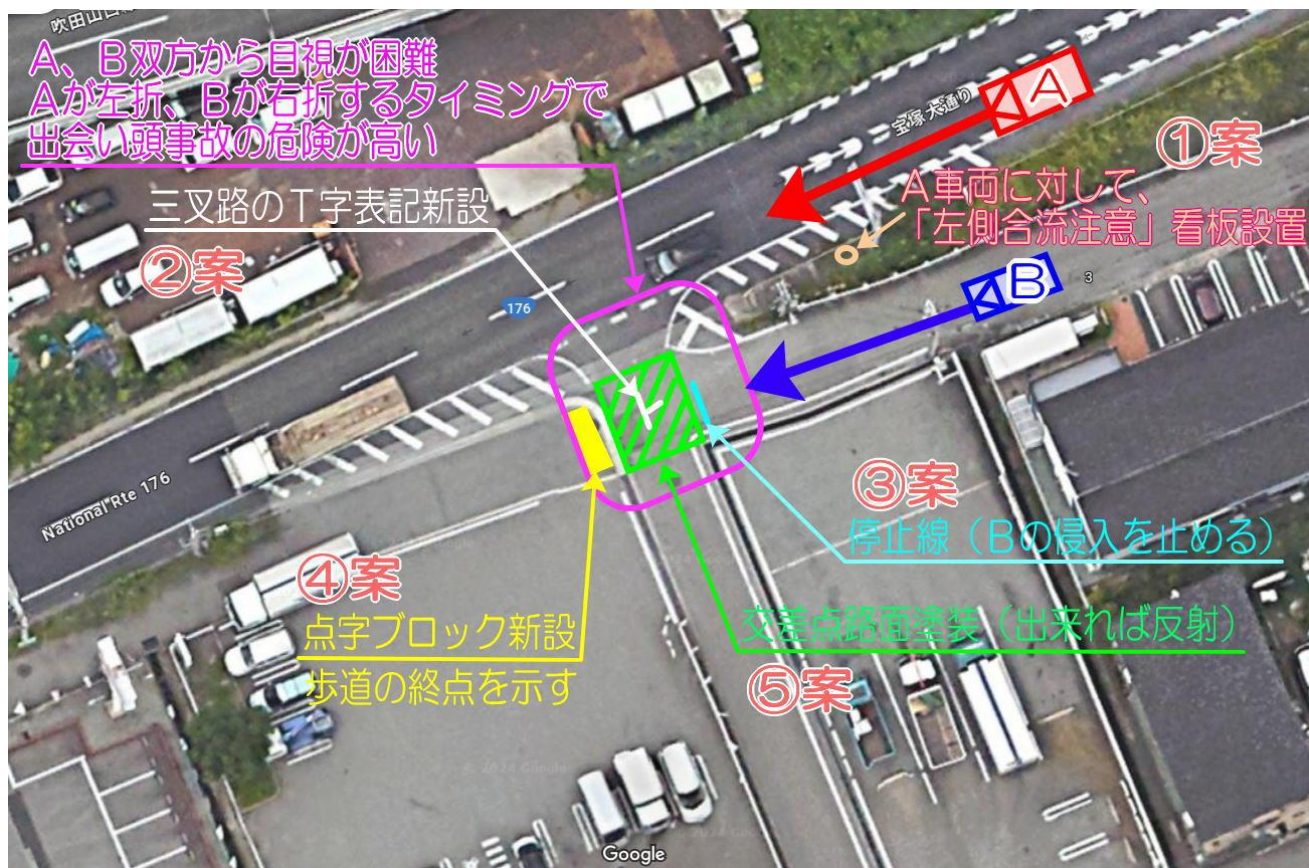 吹田山口
A、B双方から目視が困難
Aが左折、Bが右折するタイミングで
出会い頭事故の危険が高い
宝塚大通り
A
①案
A車両に対して、
「左側合流注意」看板設置
三叉路のT字表記新設
②案
B
3
176
③案
停止線(Bの侵入を止める)
National Rte 176
④案
点字ブロック新設
歩道の終点を示す
交差点路面塗装(出来れば反射)
⑤案
Google